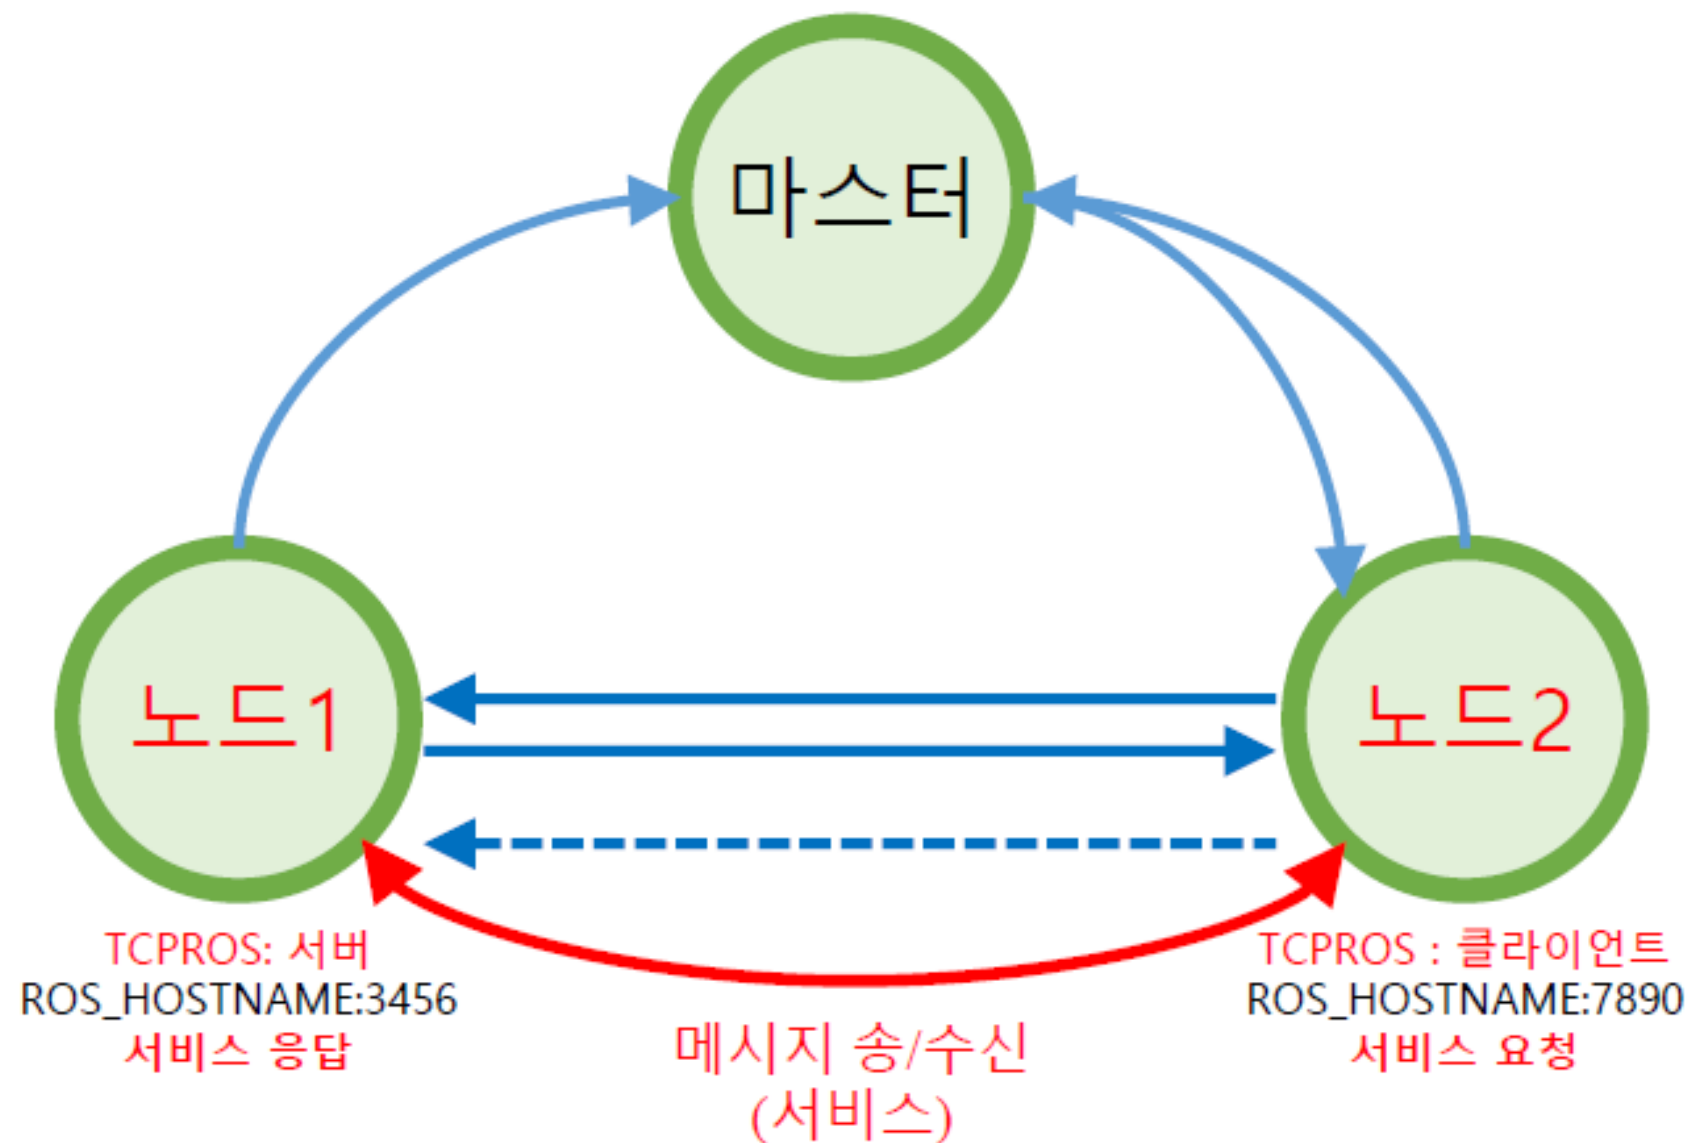 마스터
노드1
노드2
TCPROS: 서버
ROS_HOSTNAME:3456
서비스 응답
TCPROS : 클라이언트
ROS_HOSTNAME:7890
서비스 요청
메시지 송/수신
(서비스)